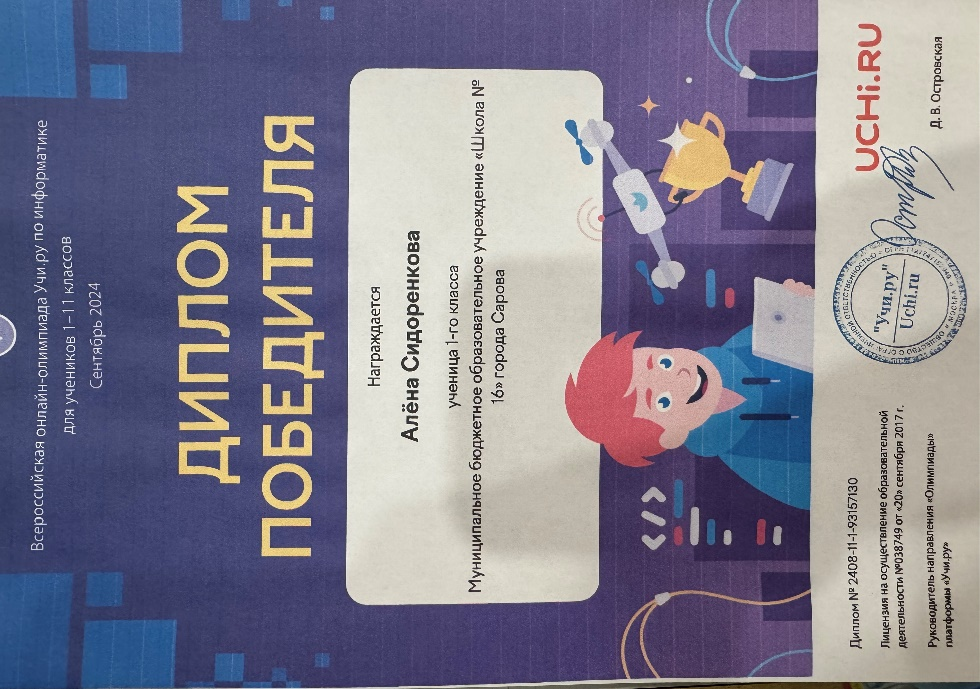 Всероссийская онлайн-олимпиада Учи.ру по информатике
для учеников 1–11 классов
Сентябрь 2024
ДИПЛОМ
ПОБЕДИТЕЛЯ
Награждается
Алёна Сидоренкова
ученица 1-го класса
Муниципальное бюджетное образовательное учреждение «Школа №
16» города Сарова
</>
Диплом № 2408-11-1-93157130
Лицензия на осуществление образовательной
деятельности №038749 от «20» сентября 2017 г.
Руководитель направления «Олимпиады»
платформы «Учи.ру»
"учи.ру"
Uchi.ru
UCHi.RU
Д. В. Островская